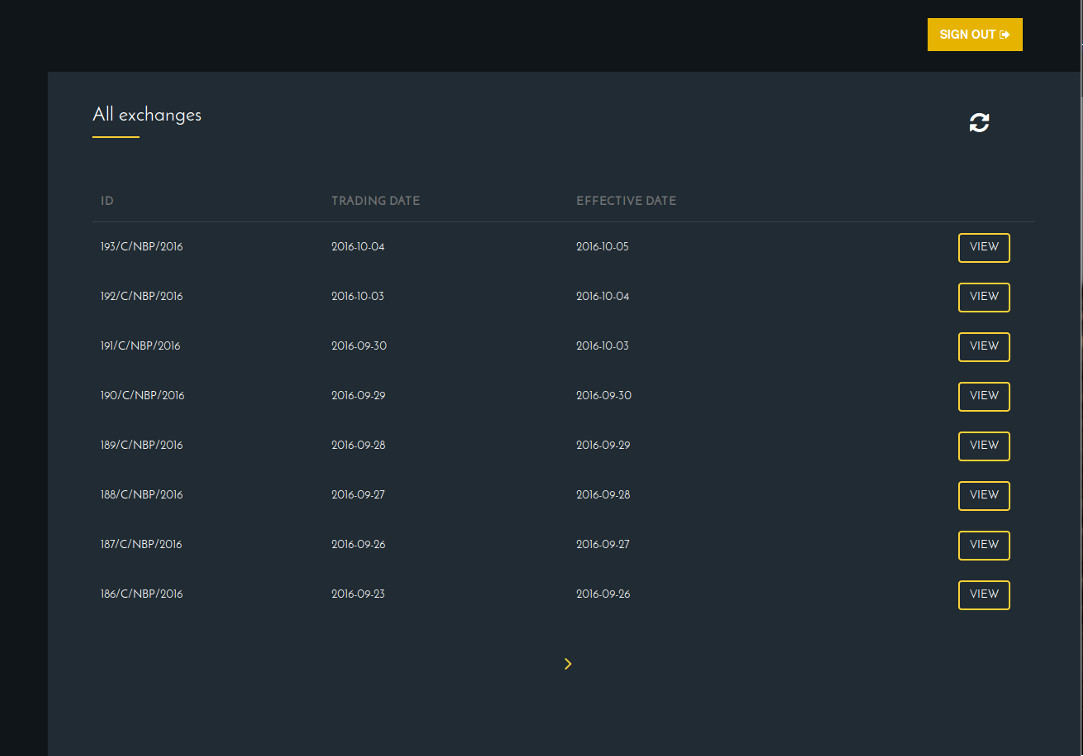 SIGN OUT
All exchanges
ID TRADING DATE EFFECTIVE DATE
193/C/NBP/2016 2016-10-04 2016-10-05 VIEW
192/C/NBP/2016 2016-10-03 2016-10-04 VIEW
191/C/NBP/2016 2016-09-30 2016-10-03 VIEW
190/C/NBP/2016 2016-09-29 2016-09-30 VIEW
189/C/NBP/2016 2016-09-28 2016-09-29 VIEW
188/C/NBP/2016 2016-09-27 2016-09-28 VIEW
187/C/NBP/2016 2016-09-26 2016-09-27 VIEW
186/C/NBP/2016 2016-09-23 2016-09-26 VIEW